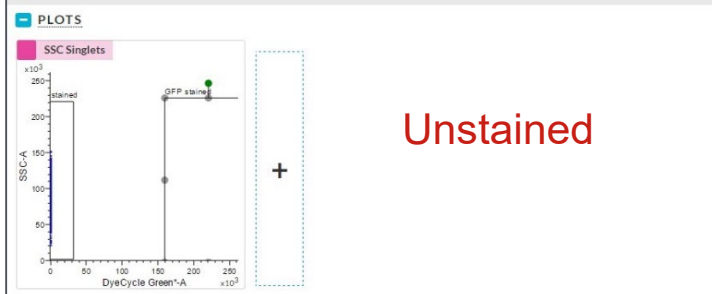 PLOTS
SSC Singlets
x10³
250
stained
GFP stained
200
Unstained
150
SSC-A
100
50
0
0 50 100 150 200 250
DyeCycle Green*-A x10³